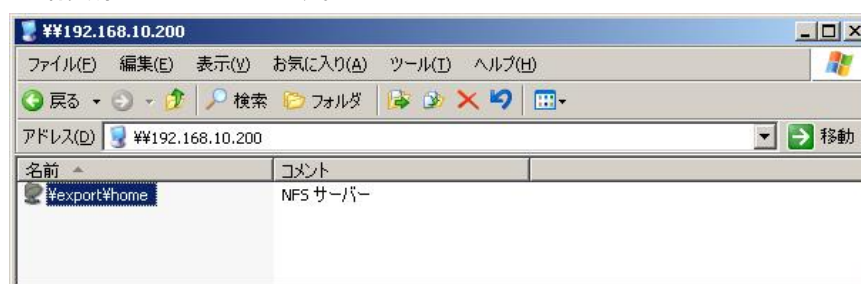 ¥¥192.168.10.200
ファイル(F) 編集(E) 表示(V) お気に入り(A) ツール(T) ヘルプ(H)
戻る 検索 フォルダ
アドレス(D) ¥¥192.168.10.200 移動
名前 コメント
¥export¥home NFS サーバー